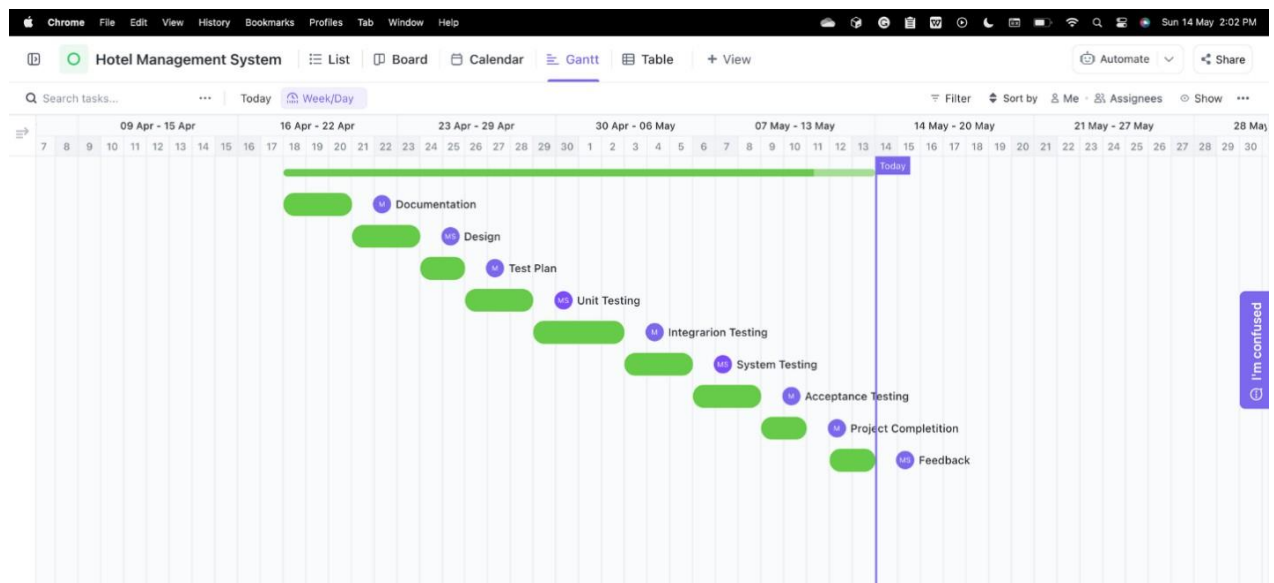 Chrome File Edit View History Bookmarks Profiles Tab Window Help Sun 14 May 2:02 PM
Hotel Management System List Board Calendar Gantt Table + View Automate Share
Search tasks... Today Week/Day Filter Sort by Me Assignees Show
09 Apr - 15 Apr 16 Apr - 22 Apr 23 Apr - 29 Apr 30 Apr - 06 May 07 May - 13 May 14 May - 20 May 21 May - 27 May 28 May
7 8 9 10 11 12 13 14 15 16 17 18 19 20 21 22 23 24 25 26 27 28 29 30 1 2 3 4 5 6 7 8 9 10 11 12 13 14 15 16 17 18 19 20 21 22 23 24 25 26 27 28 29 30
Today
M Documentation
MS Design
M Test Plan
MS Unit Testing
M Integrarion Testing
MS System Testing
M Acceptance Testing
M Project Completition
MS Feedback
I'm confused